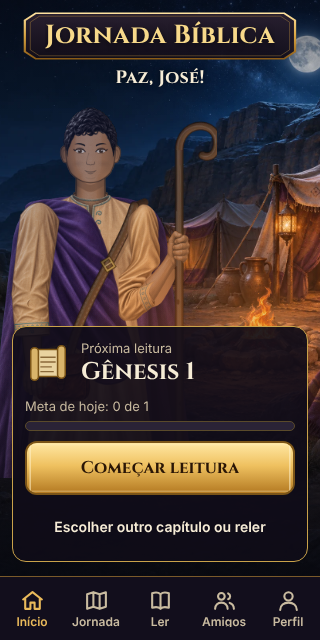 Jornada Bíblica
Paz, José!
Próxima leitura
Gênesis 1
Meta de hoje: 0 de 1
Começar leitura
Escolher outro capítulo ou reler
Início
Jornada
Ler
Amigos
Perfil